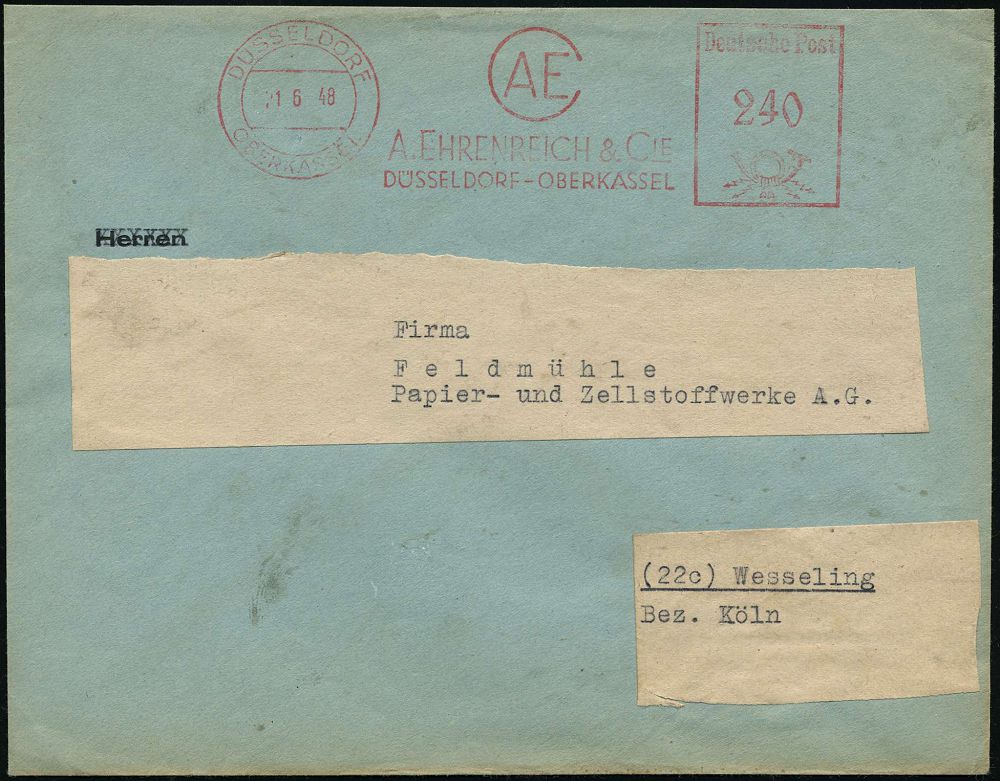 DÜSSELDORF
21 6 48
OBERKASSEL
AE
A. EHRENREICH & CIE
DÜSSELDORF-OBERKASSEL
Deutsche Post
240
Herren
Firma
Feldmühle
Papier- und Zellstoffwerke A.G.
(22c) Wesseling
Bez. Köln